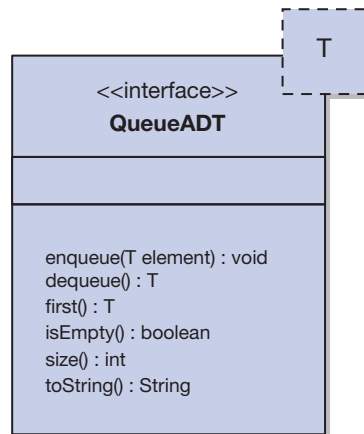 T
<<interface>>
QueueADT
enqueue(T element) : void
dequeue() : T
first() : T
isEmpty() : boolean
size() : int
toString() : String